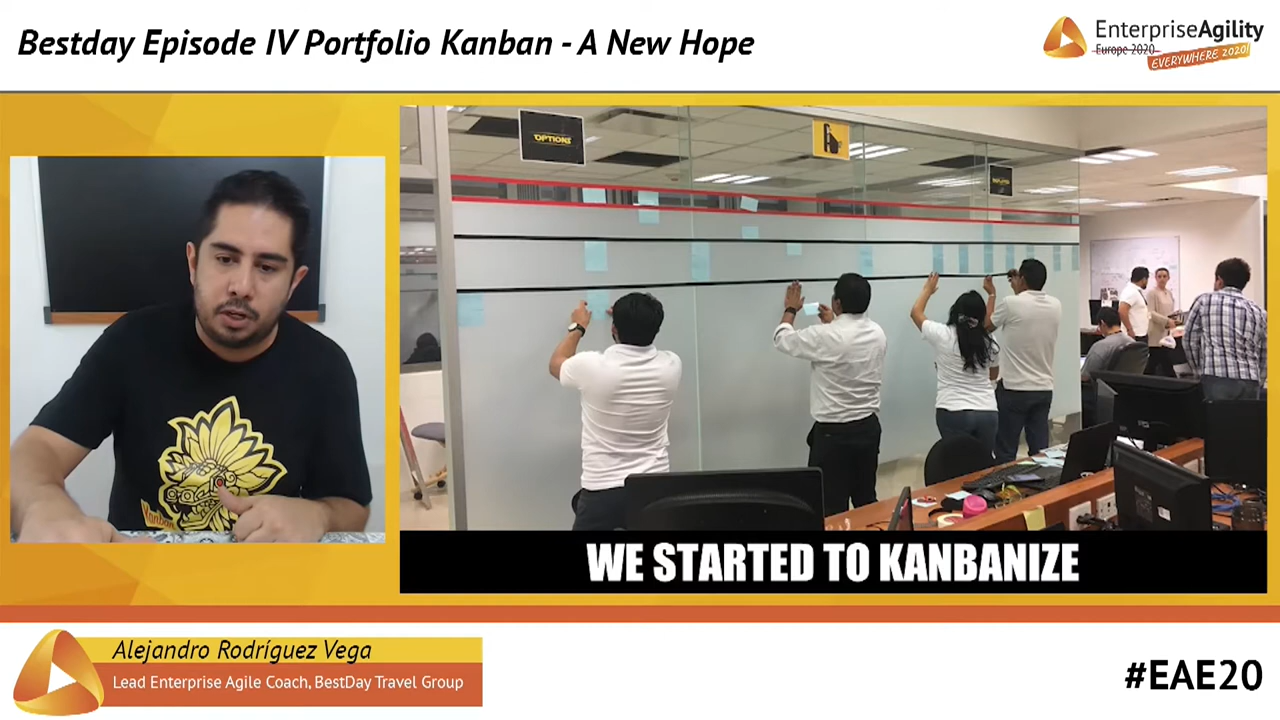 Bestday Episode IV Portfolio Kanban - A New Hope
EnterpriseAgility
Europe 2020
EVERYWHERE 2020!
OPTIONS
Kanban
WE STARTED TO KANBANIZE
Alejandro Rodríguez Vega
Lead Enterprise Agile Coach, BestDay Travel Group
#EAE20